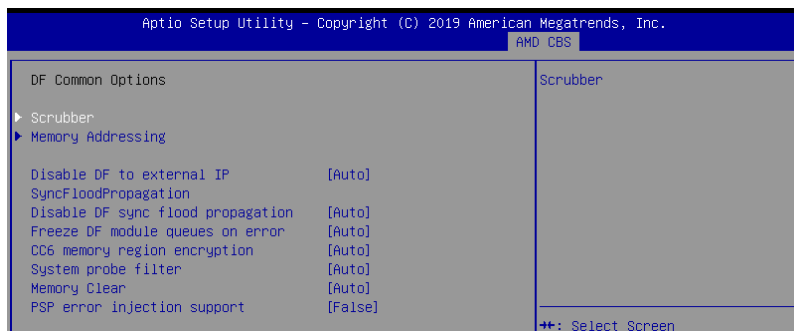 Aptio Setup Utility – Copyright (C) 2019 American Megatrends, Inc.
AMD CBS
DF Common Options
Scrubber
Memory Addressing
Disable DF to external IP [Auto]
SyncFloodPropagation
Disable DF sync flood propagation [Auto]
Freeze DF module queues on error [Auto]
CC6 memory region encryption [Auto]
System probe filter [Auto]
Memory Clear [Auto]
PSP error injection support [False]
Scrubber
→←: Select Screen